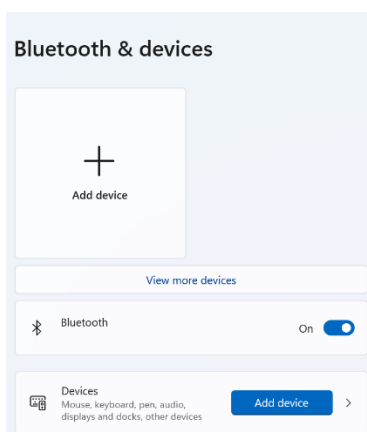 Bluetooth & devices
Add device
View more devices
Bluetooth
On
Devices
Mouse, keyboard, pen, audio,
displays and docks, other devices
Add device